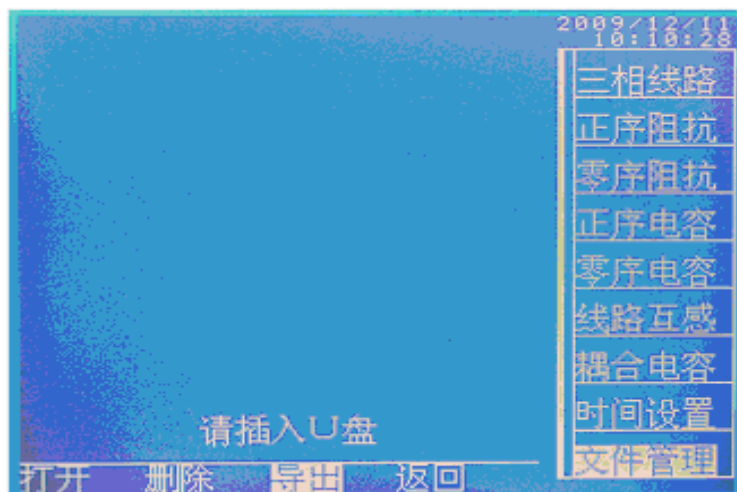 2009/12/11
10:10:28
三相线路
正序阻抗
零序阻抗
正序电容
零序电容
线路互感
耦合电容
时间设置
文件管理
请插入U盘
打开 删除 导出 返回